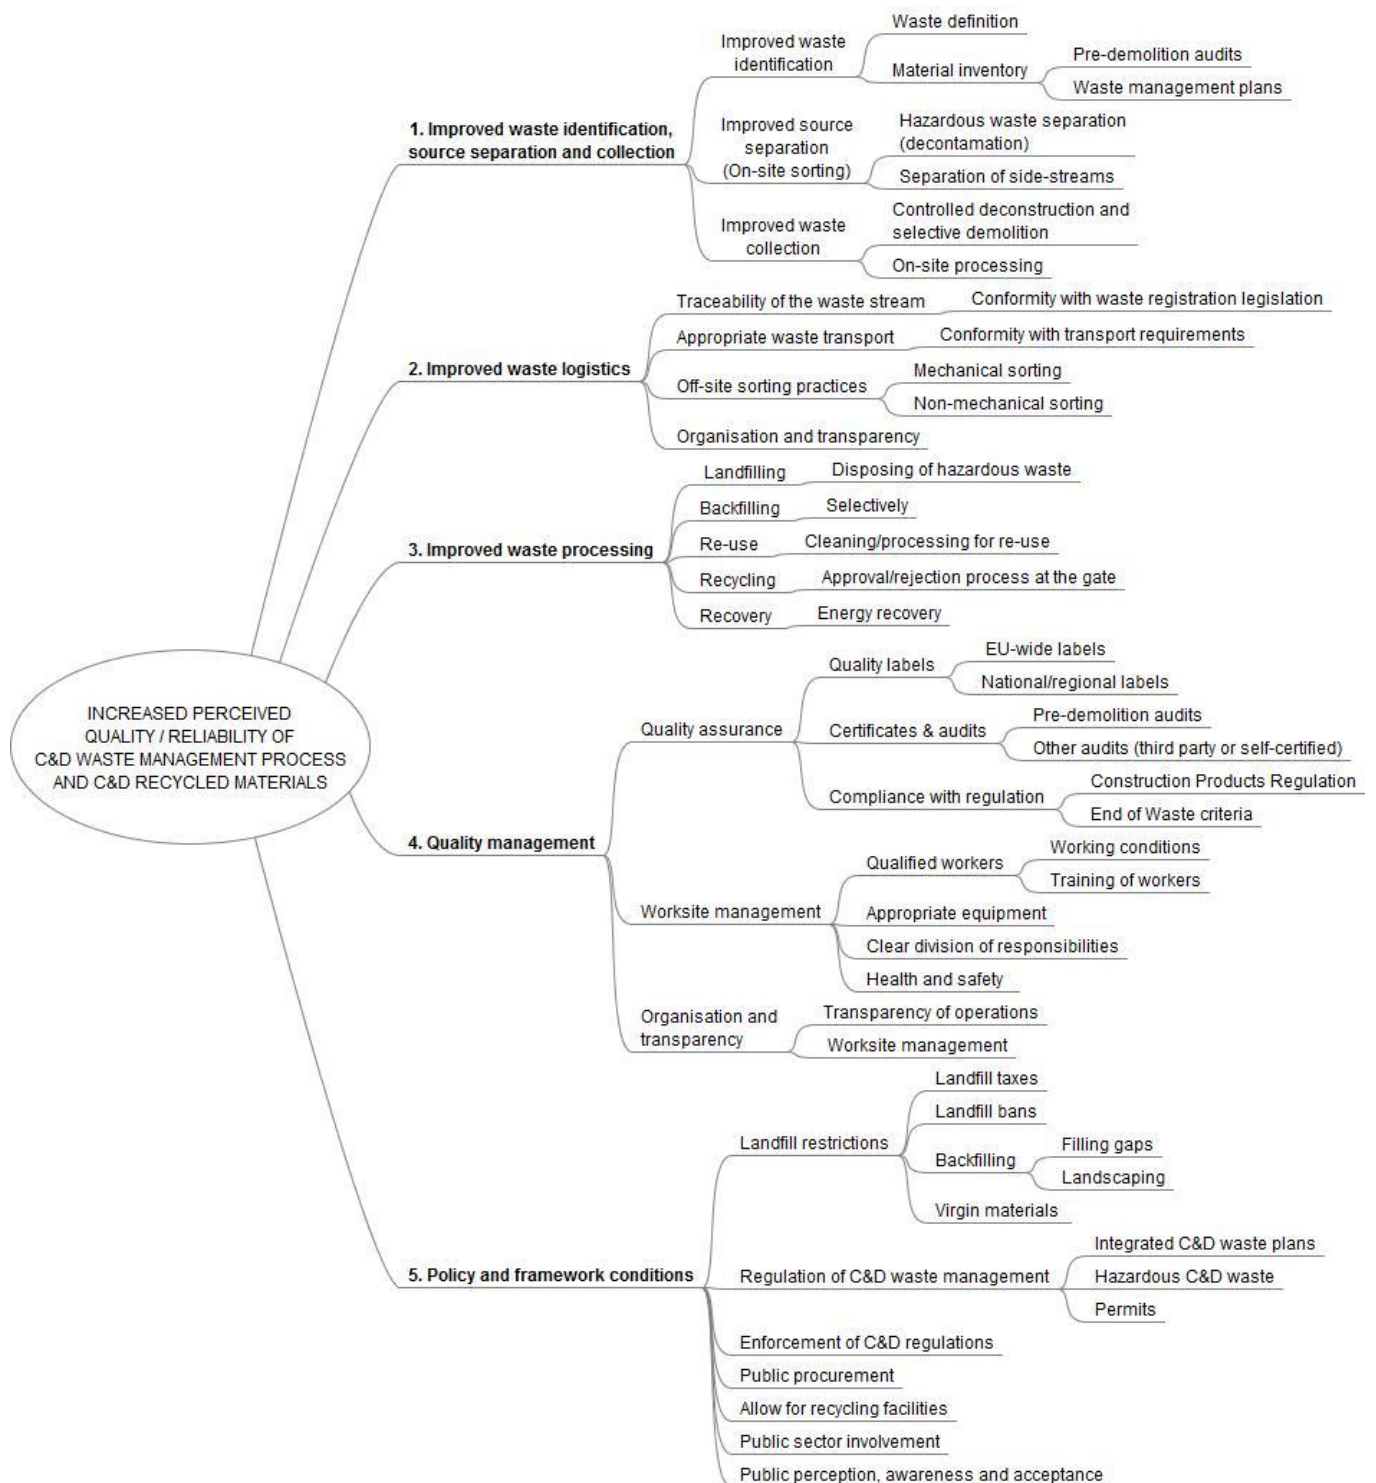 Waste definition
Improved waste
identification
Material inventory
Pre-demolition audits
Waste management plans
1. Improved waste identification,
source separation and collection
Improved source
separation
(On-site sorting)
Hazardous waste separation
(decontamation)
Separation of side-streams
Improved waste
collection
Controlled deconstruction and
selective demolition
On-site processing
2. Improved waste logistics
Traceability of the waste stream
Conformity with waste registration legislation
Appropriate waste transport
Conformity with transport requirements
Off-site sorting practices
Mechanical sorting
Non-mechanical sorting
Organisation and transparency
3. Improved waste processing
Landfilling
Disposing of hazardous waste
Backfilling
Selectively
Re-use
Cleaning/processing for re-use
Recycling
Approval/rejection process at the gate
Recovery
Energy recovery
INCREASED PERCEIVED
QUALITY / RELIABILITY OF
C&D WASTE MANAGEMENT PROCESS
AND C&D RECYCLED MATERIALS
4. Quality management
Quality assurance
Quality labels
EU-wide labels
National/regional labels
Certificates & audits
Pre-demolition audits
Other audits (third party or self-certified)
Compliance with regulation
Construction Products Regulation
End of Waste criteria
Worksite management
Qualified workers
Working conditions
Training of workers
Appropriate equipment
Clear division of responsibilities
Health and safety
Organisation and
transparency
Transparency of operations
Worksite management
5. Policy and framework conditions
Landfill restrictions
Landfill taxes
Landfill bans
Backfilling
Filling gaps
Landscaping
Virgin materials
Regulation of C&D waste management
Integrated C&D waste plans
Hazardous C&D waste
Permits
Enforcement of C&D regulations
Public procurement
Allow for recycling facilities
Public sector involvement
Public perception, awareness and acceptance